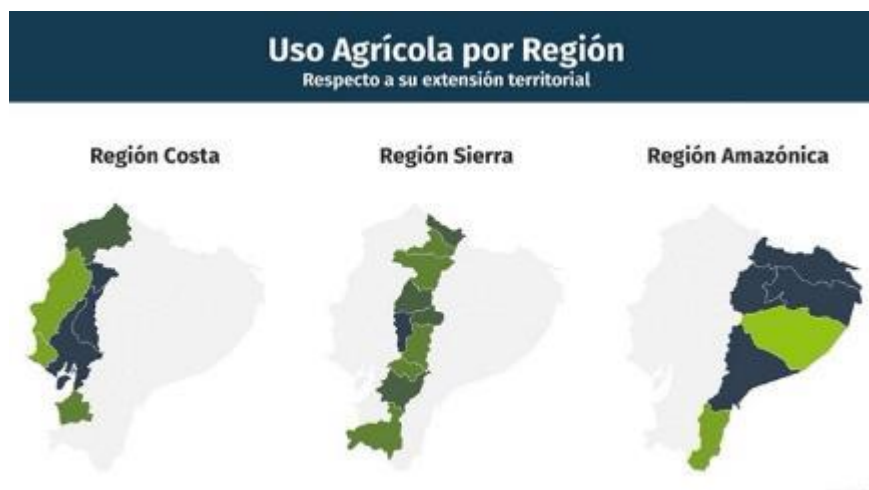 Uso Agrícola por Región
Respecto a su extensión territorial
Región Costa
Región Sierra
Región Amazónica